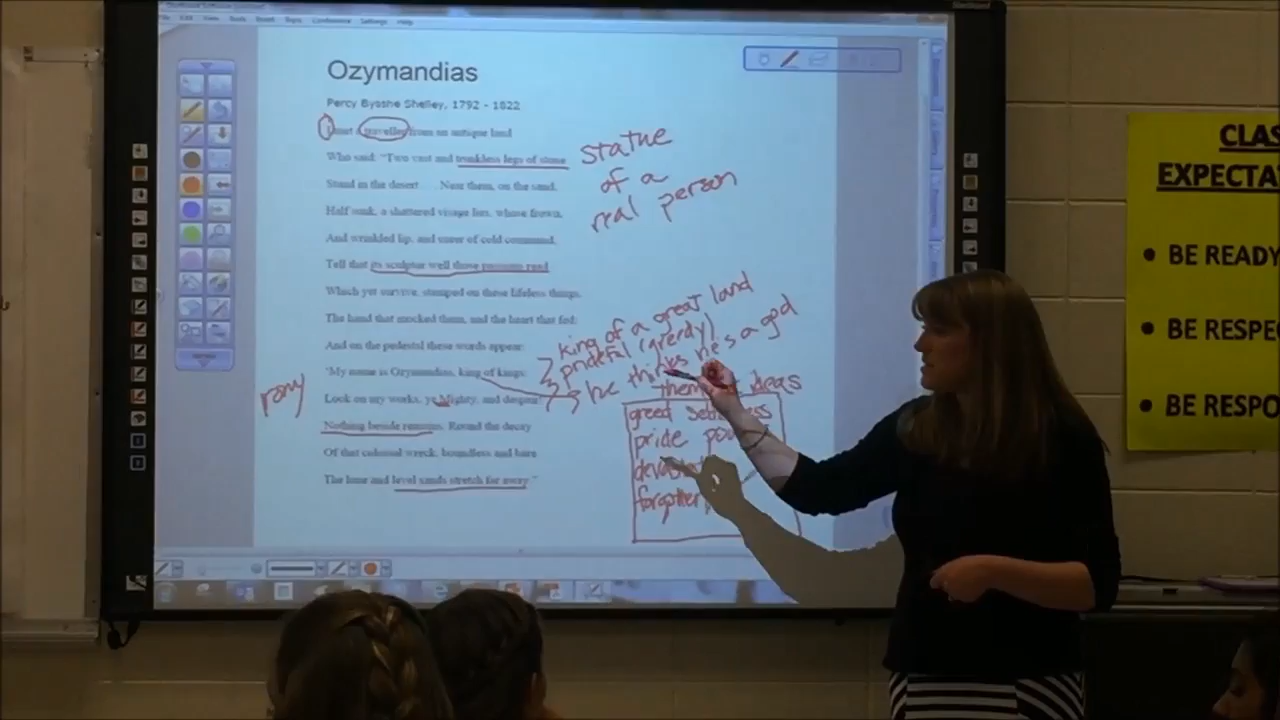 Ozymandias
Percy Bysshe Shelley, 1792 - 1822
I met a traveller from an antique land
Who said: "Two vast and trunkless legs of stone
Stand in the desert . . . Near them, on the sand,
Half sunk, a shattered visage lies, whose frown,
And wrinkled lip, and sneer of cold command,
Tell that its sculptor well those passions read
Which yet survive, stamped on these lifeless things,
The hand that mocked them, and the heart that fed:
And on the pedestal these words appear:
'My name is Ozymandias, king of kings:
Look on my works, ye Mighty, and despair!
Nothing beside remains. Round the decay
Of that colossal wreck, boundless and bare
The lone and level sands stretch far away."
statue
of a
real person
king of a great land
prideful (greedy)
he thinks he's a god
irony
ideas
greed
pride
forgotten
CLAS
EXPECTA
• BE READY
• BE RESPE
• BE RESPO